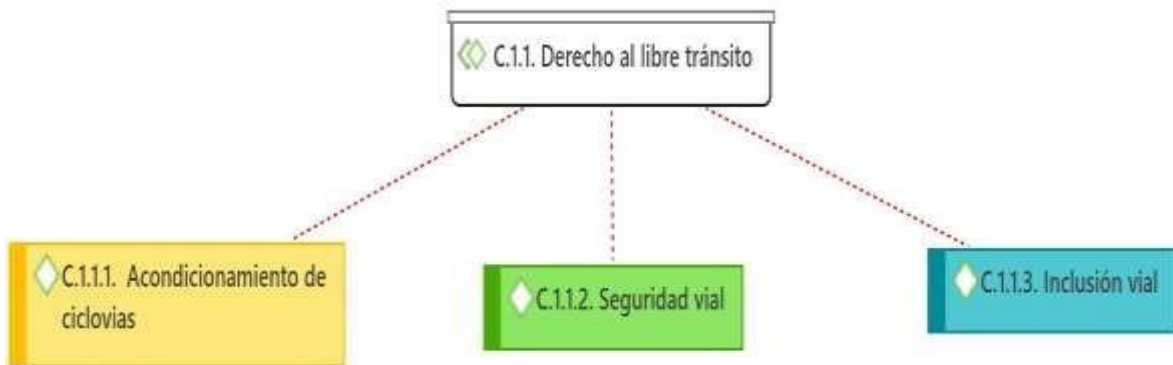 C.1.1. Derecho al libre tránsito
C.1.1.1. Acondicionamiento de
ciclovias
C.1.1.2. Seguridad vial
C.1.1.3. Inclusión vial